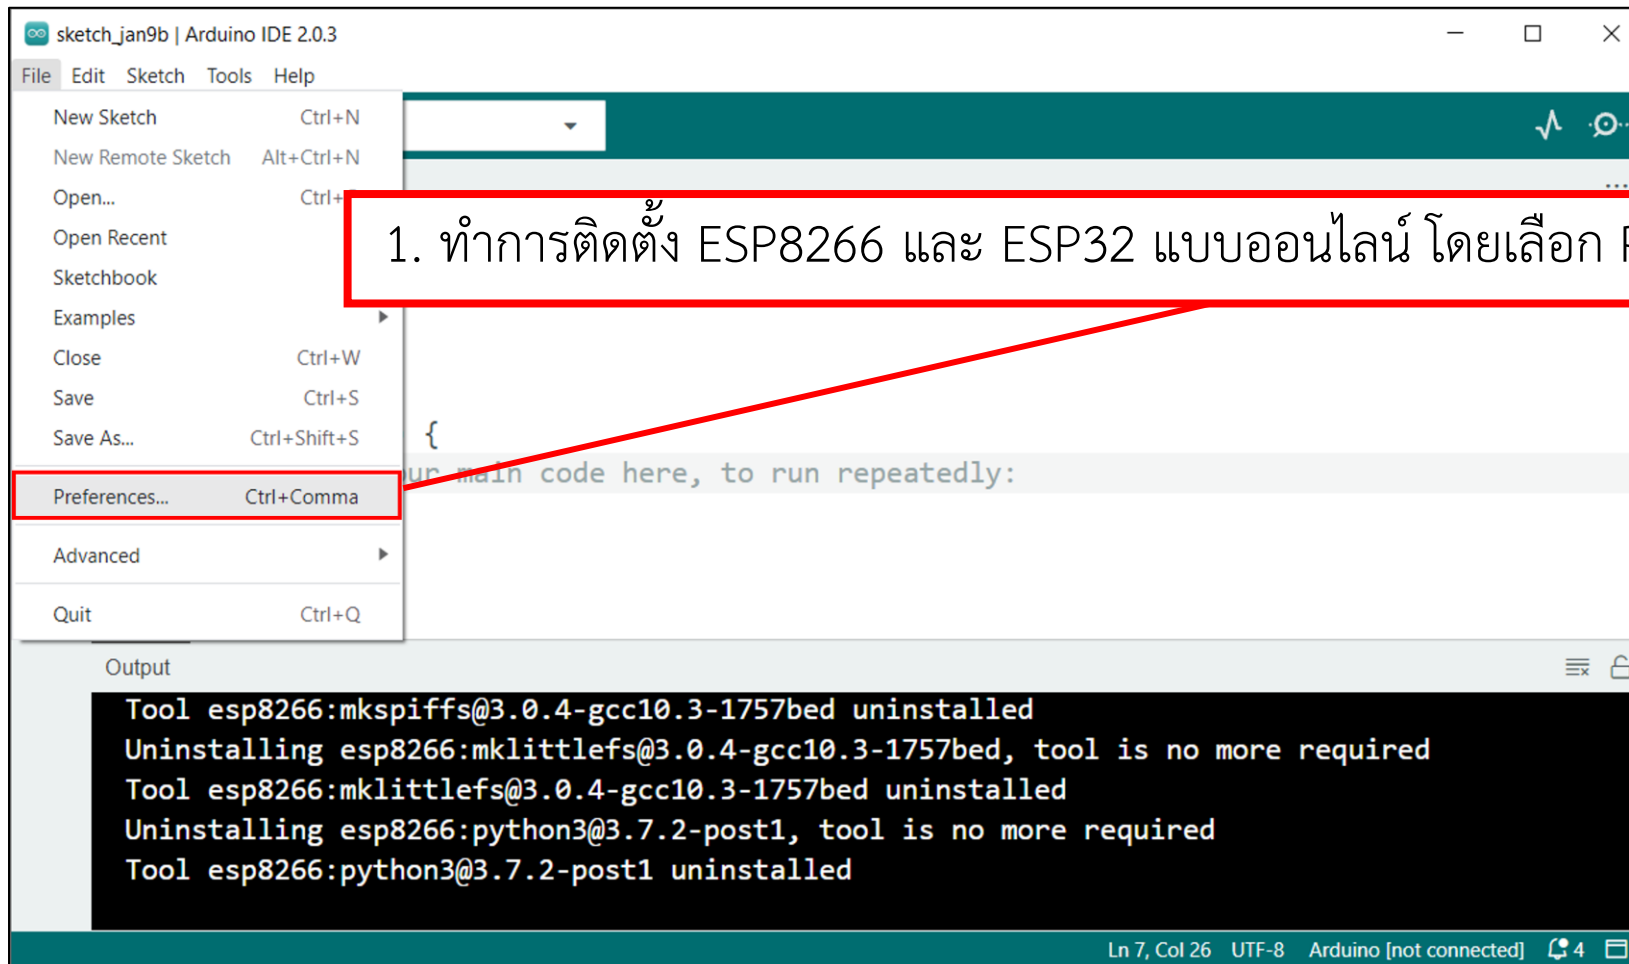 sketch_jan9b | Arduino IDE 2.0.3
File Edit Sketch Tools Help
New Sketch Ctrl+N
New Remote Sketch Alt+Ctrl+N
Open... Ctrl+
Open Recent
Sketchbook
Examples
Close Ctrl+W
Save Ctrl+S
Save As... Ctrl+Shift+S
Preferences... Ctrl+Comma
Advanced
Quit Ctrl+Q
1. ทำการติดตั้ง ESP8266 และ ESP32 แบบออนไลน์ โดยเลือก
{
our main code here, to run repeatedly:
Output
Tool esp8266:mkspiffs@3.0.4-gcc10.3-1757bed uninstalled
Uninstalling esp8266:mklittlefs@3.0.4-gcc10.3-1757bed, tool is no more required
Tool esp8266:mklittlefs@3.0.4-gcc10.3-1757bed uninstalled
Uninstalling esp8266:python3@3.7.2-post1, tool is no more required
Tool esp8266:python3@3.7.2-post1 uninstalled
Ln 7, Col 26 UTF-8 Arduino [not connected] 4